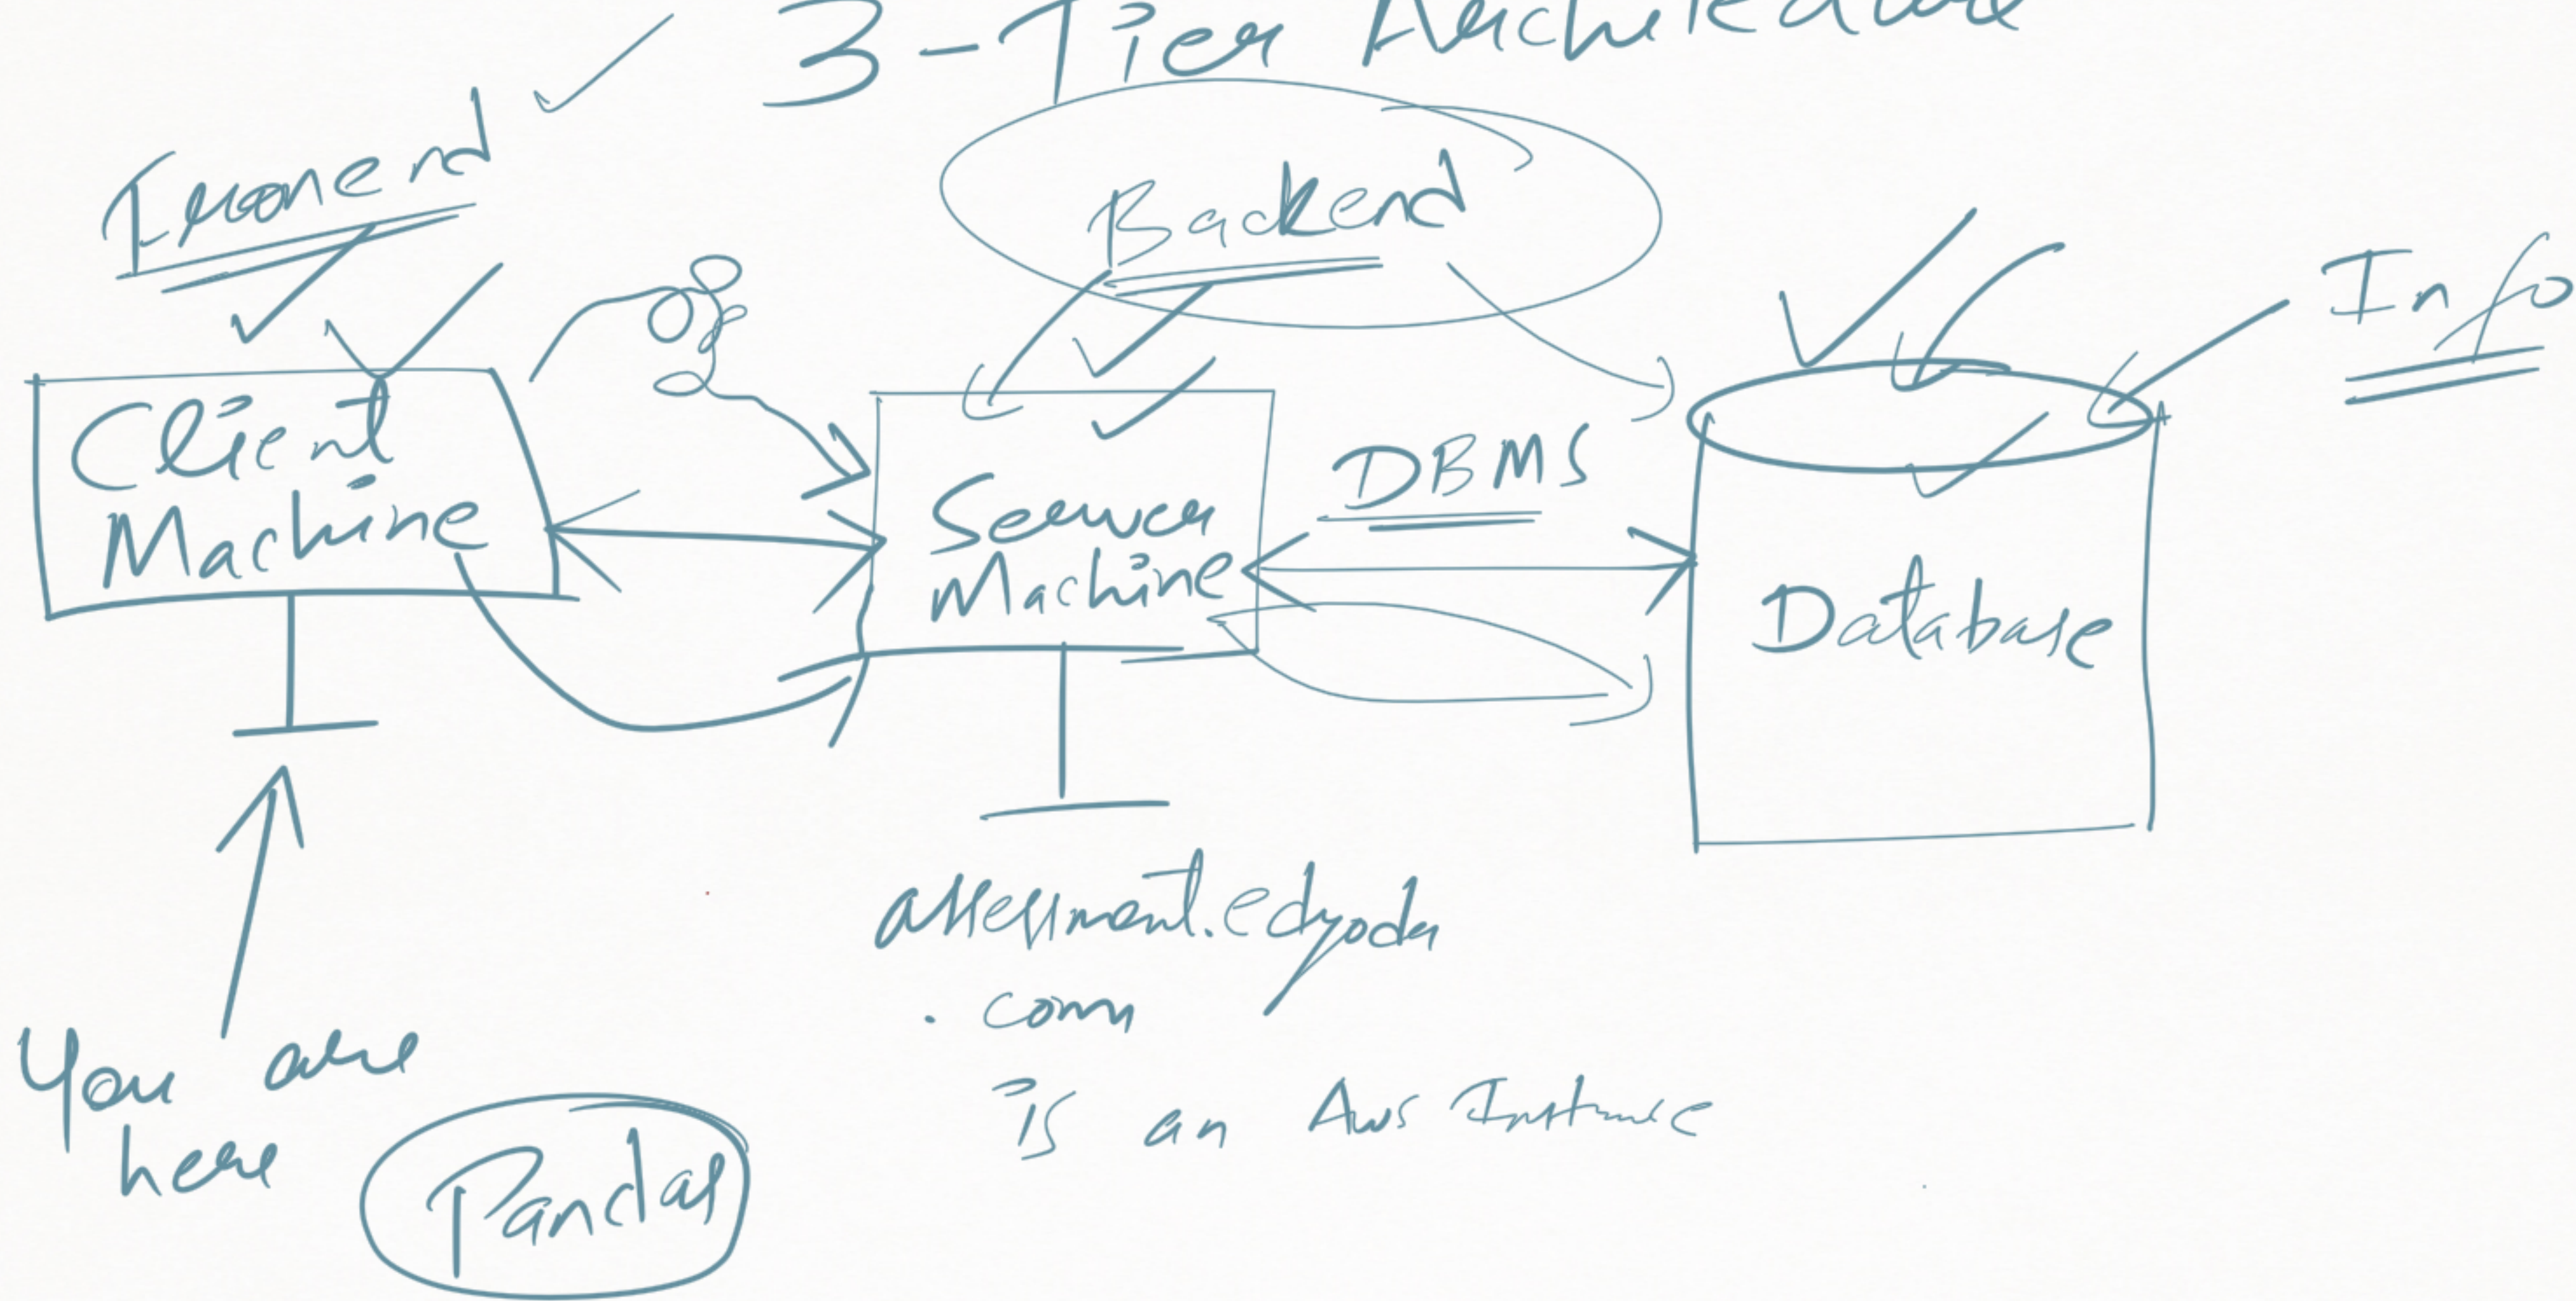 3-Tier Architecture
Fronend
Backend
Info
Client
Machine
Server
Machine
DBMS
Database
assessment.edyoda
.com
is an Aws Instance
You are
here
Pandas